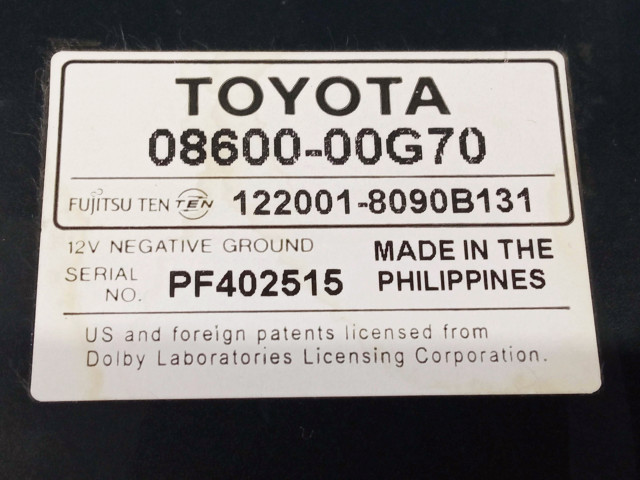 TOYOTA
08600-00G70
FUJITSU TEN TEN 122001-8090B131
12V NEGATIVE GROUND
SERIAL NO. PF402515
MADE IN THE PHILIPPINES
US and foreign patents licensed from
Dolby Laboratories Licensing Corporation.